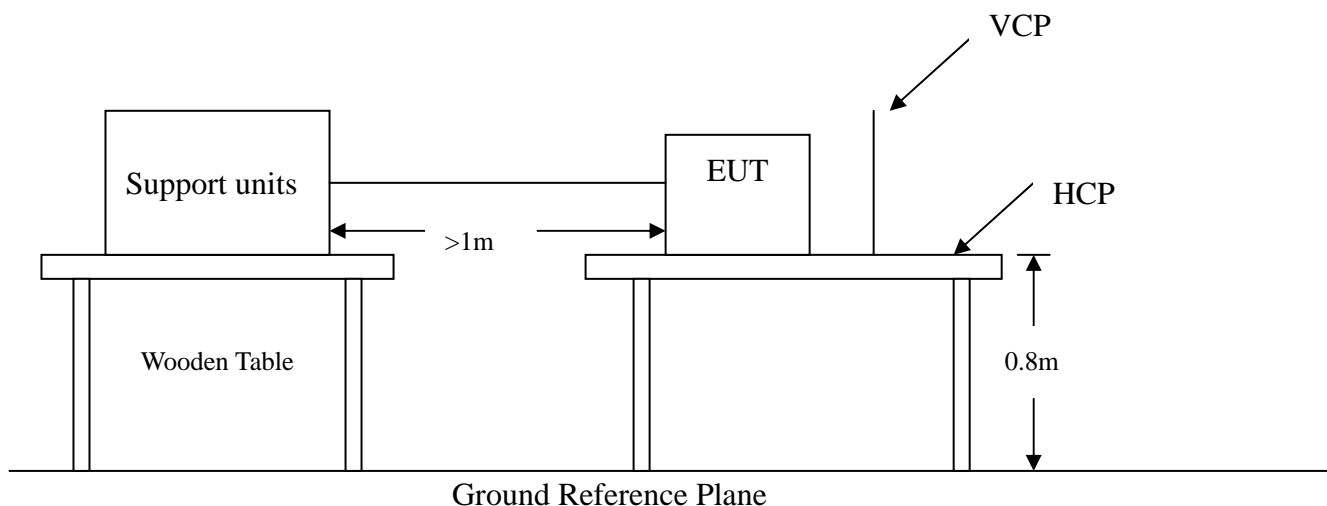 VCP
Support units
EUT
HCP
>1m
Wooden Table
0.8m
Ground Reference Plane